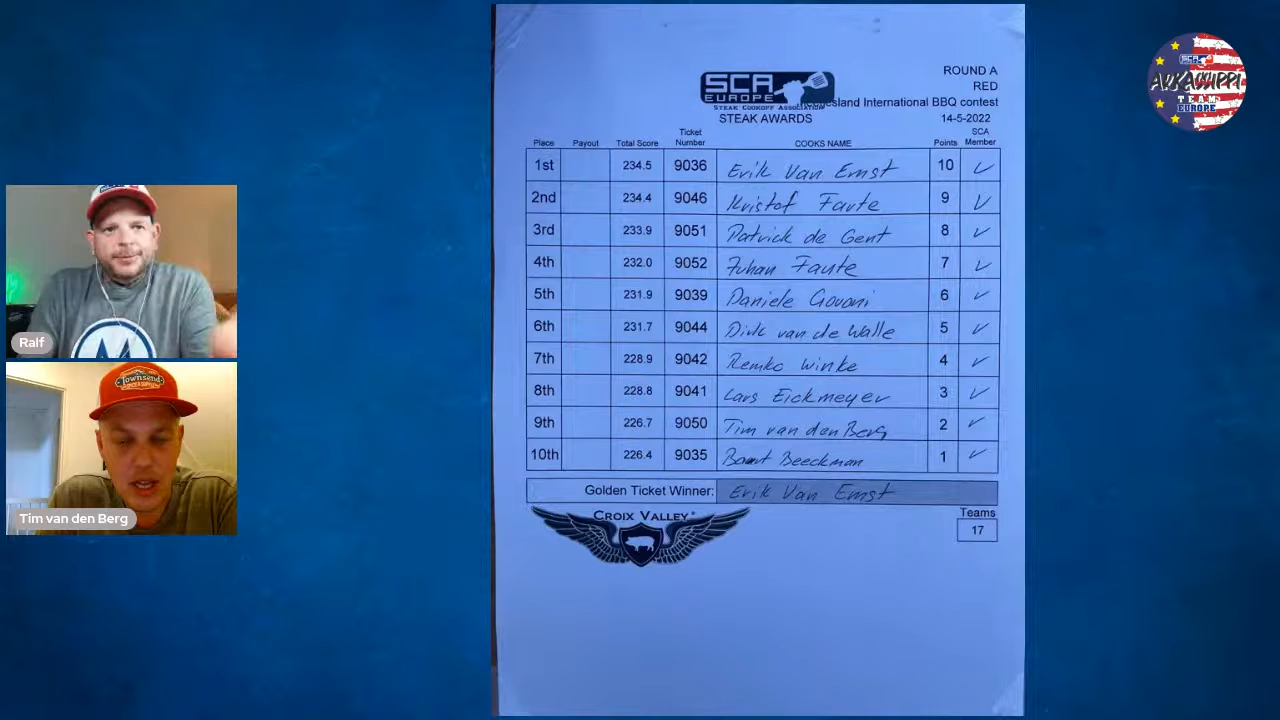 SCA
EUROPE
STEAK COOKOFF ASSOCIATION
ROUND A
RED
International BBQ contest
STEAK AWARDS
14-5-2022
Place Payout Total Score Ticket Number COOKS NAME Points SCA Member
1st 234.5 9036 Erik Van Emst 10 ✓
2nd 234.4 9046 Kristof Faute 9 ✓
3rd 233.9 9051 Patrick de Gent 8 ✓
4th 232.0 9052 Faute 7 ✓
5th 231.9 9039 Daniele Govoni 6 ✓
6th 231.7 9044 Dirk van de Walle 5 ✓
7th 228.9 9042 Remko Winke 4 ✓
8th 228.8 9041 Lars Eickmeyer 3 ✓
9th 226.7 9050 Tim van den Berg 2 ✓
10th 226.4 9035 Beeckman 1 ✓
Golden Ticket Winner: Erik Van Emst
CROIX VALLEY®
Teams
17
Ralf
Townsend
Tim van den Berg
SCA
ARKASSIPPI
TEAM
EUROPE